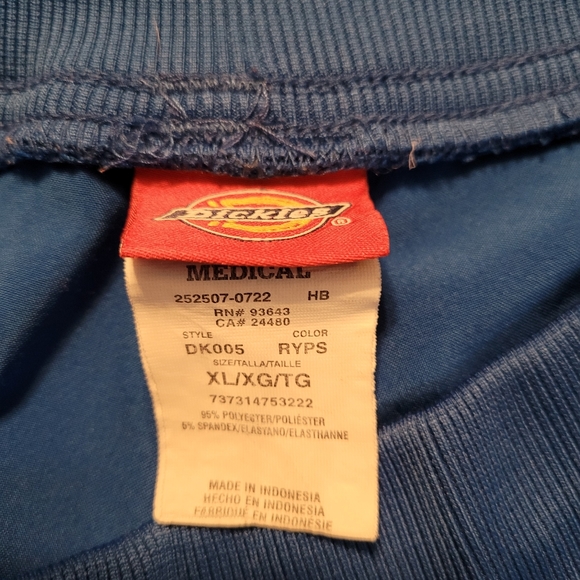 Dickies ®
MEDICAL
252507-0722 HB
RN# 93643
CA# 24480
STYLE COLOR
DK005 RYPS
SIZE/TALLA/TAILLE
XL/XG/TG
737314753222
95% POLYESTER/POLIÉSTER
5% SPANDEX/ELASTANO/ELASTHANNE
MADE IN INDONESIA
HECHO EN INDONESIA
FABRIQUÉ EN INDONÉSIE